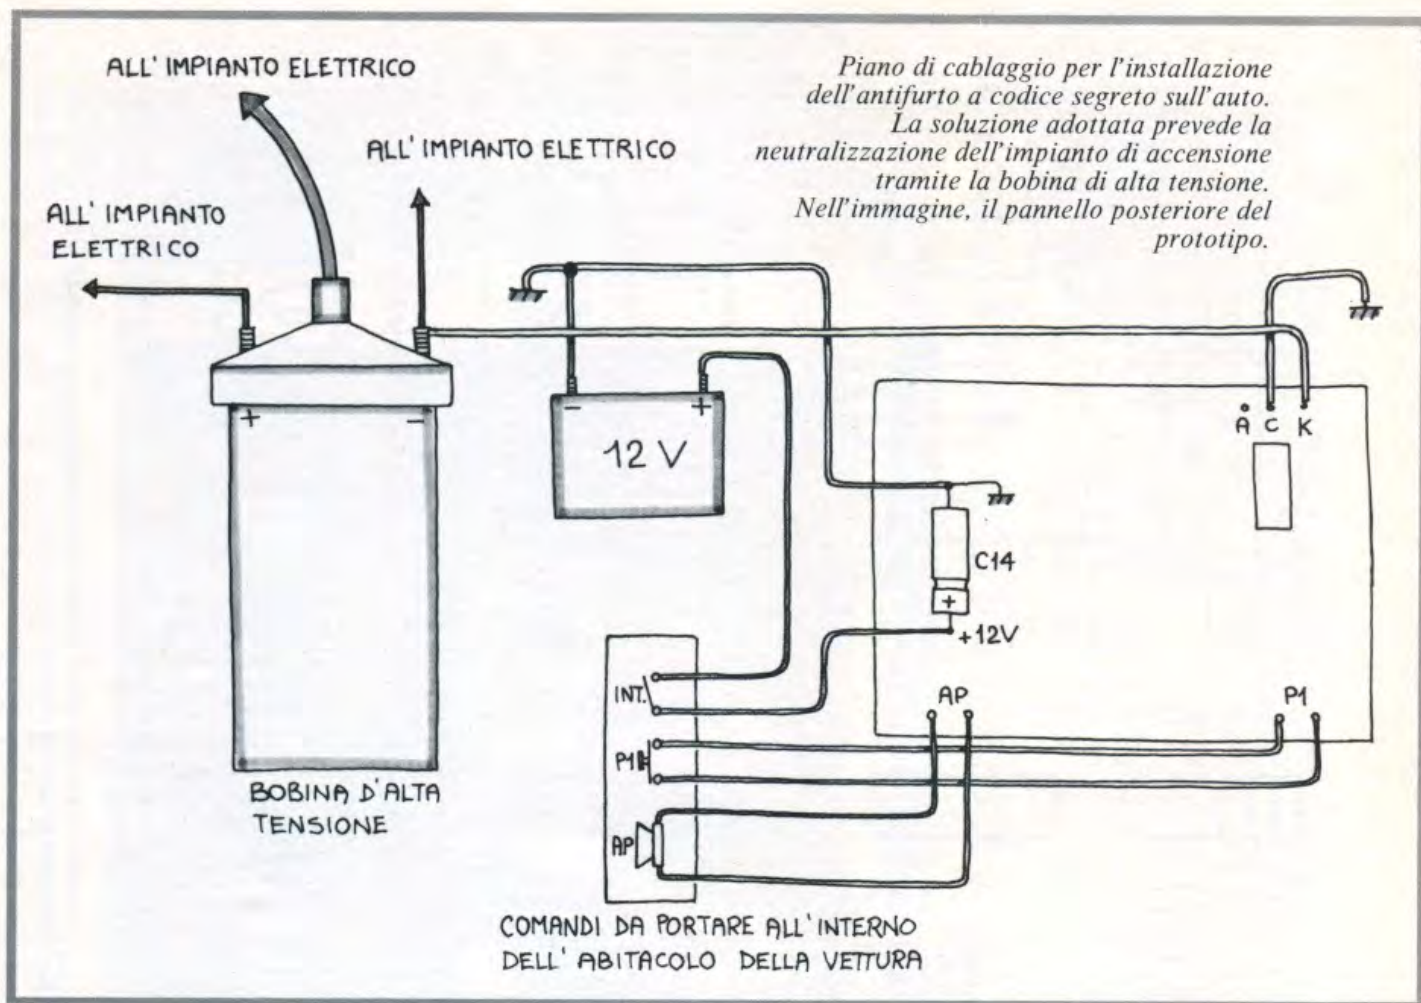 ALL' IMPIANTO ELETTRICO
ALL' IMPIANTO ELETTRICO
ALL' IMPIANTO
ELETTRICO
Piano di cablaggio per l'installazione
dell'antifurto a codice segreto sull'auto.
La soluzione adottata prevede la
neutralizzazione dell'impianto di accensione
tramite la bobina di alta tensione.
Nell'immagine, il pannello posteriore del
prototipo.
+ -
- +
12 V
A C K
C14
+
+12V
INT.
P1
AP
AP
P1
BOBINA D'ALTA
TENSIONE
COMANDI DA PORTARE ALL'INTERNO
DELL' ABITACOLO DELLA VETTURA